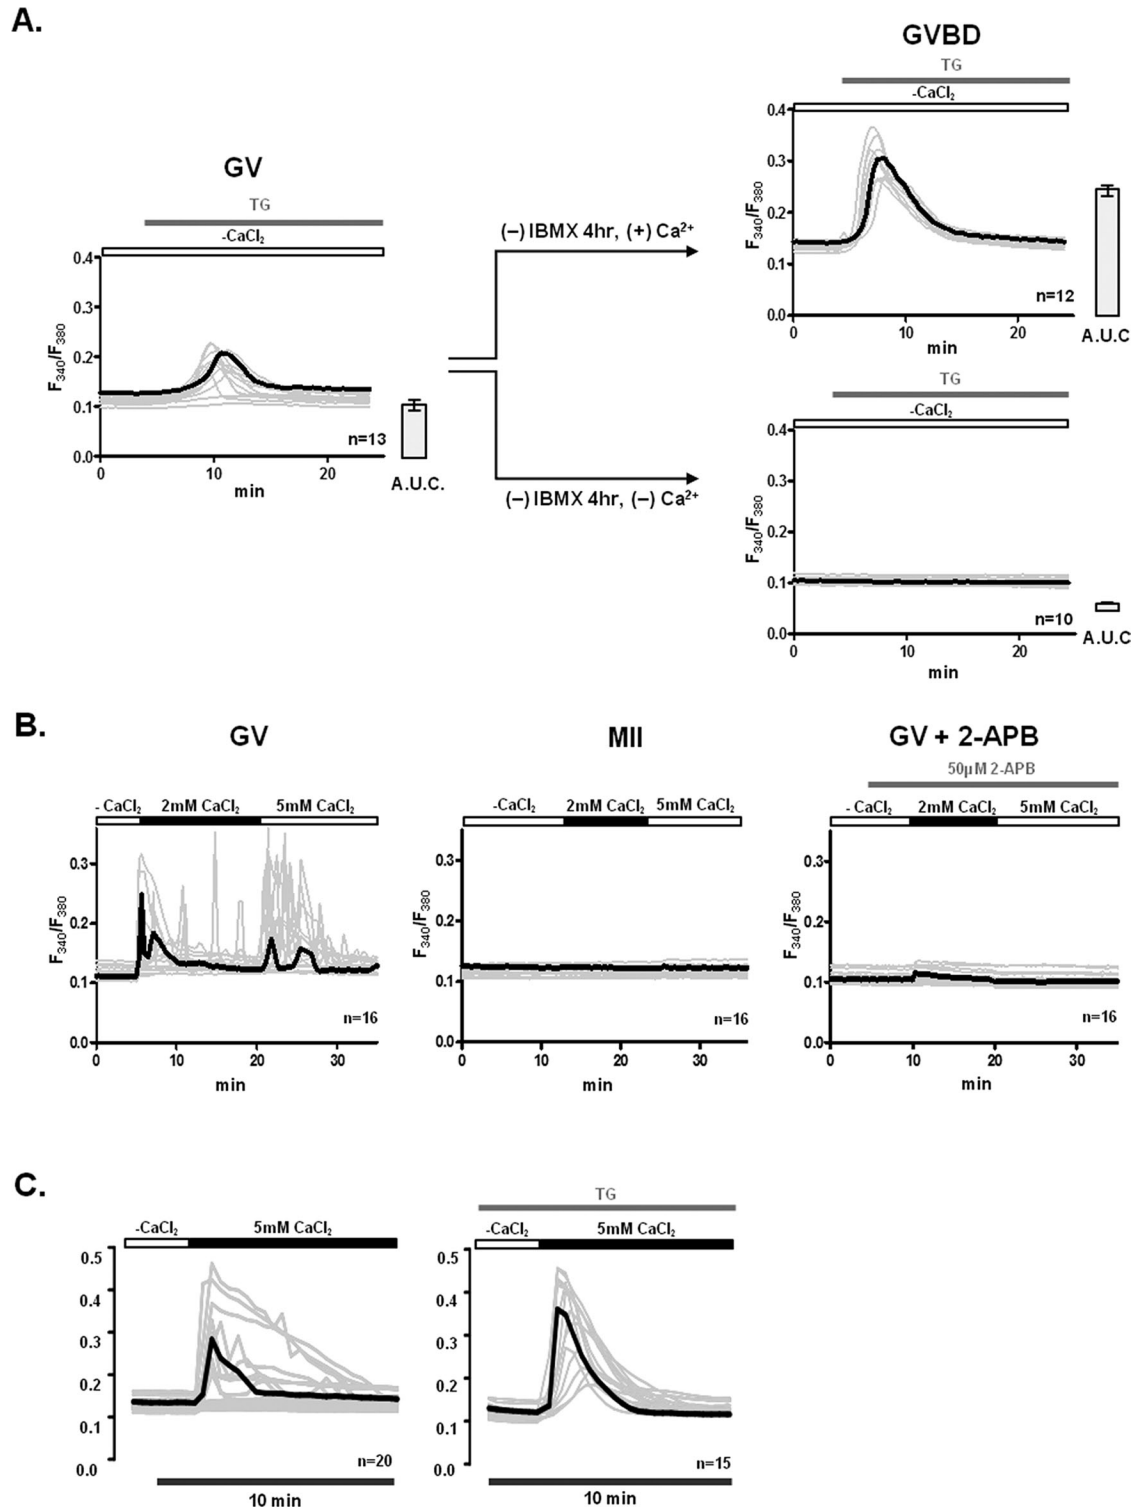 A.
GVBD
TG
-CaCl₂
0.4
0.3
0.2
0.1
0.0
F₃₄₀/F₃₈₀
n=12
0 10 20
min
A.U.C
GV
TG
-CaCl₂
0.4
0.3
0.2
0.1
0.0
F₃₄₀/F₃₈₀
n=13
0 10 20
min
A.U.C.
(–) IBMX 4hr, (+) Ca²⁺
(–) IBMX 4hr, (–) Ca²⁺
TG
-CaCl₂
0.4
0.3
0.2
0.1
0.0
F₃₄₀/F₃₈₀
n=10
0 10 20
min
A.U.C
B.
GV
- CaCl₂ 2mM CaCl₂ 5mM CaCl₂
0.3
0.2
0.1
0.0
F₃₄₀/F₃₈₀
n=16
0 10 20 30
min
MII
-CaCl₂ 2mM CaCl₂ 5mM CaCl₂
0.3
0.2
0.1
0.0
F₃₄₀/F₃₈₀
n=16
0 10 20 30
min
GV + 2-APB
50µM 2-APB
- CaCl₂ 2mM CaCl₂ 5mM CaCl₂
0.3
0.2
0.1
0.0
F₃₄₀/F₃₈₀
n=16
0 10 20 30
min
C.
-CaCl₂ 5mM CaCl₂
0.5
0.4
0.3
0.2
0.1
0.0
n=20
10 min
TG
-CaCl₂ 5mM CaCl₂
0.5
0.4
0.3
0.2
0.1
0.0
n=15
10 min